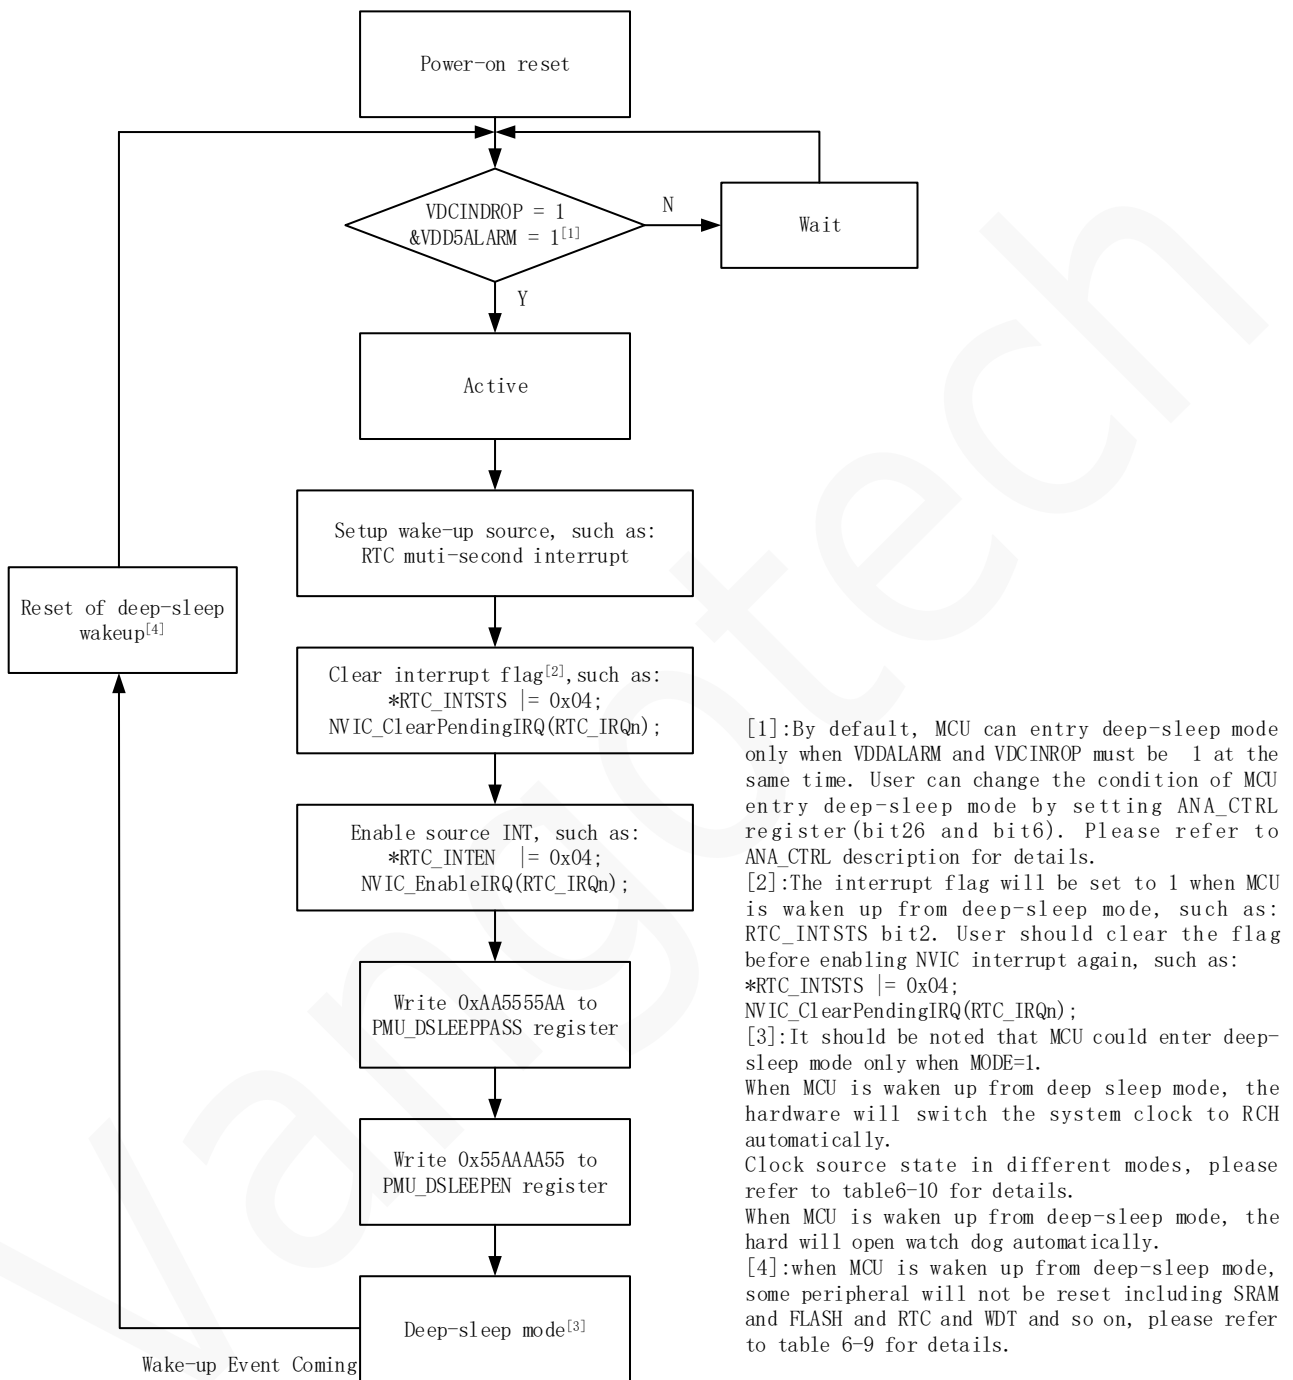 Power-on reset
VDCINDROP = 1
&VDD5ALARM = 1[1]
N
Wait
Y
Active
Setup wake-up source, such as:
RTC muti-second interrupt
Reset of deep-sleep
wakeup[4]
Clear interrupt flag[2],such as:
*RTC_INTSTS |= 0x04;
NVIC_ClearPendingIRQ(RTC_IRQn);
Enable source INT, such as:
*RTC_INTEN |= 0x04;
NVIC_EnableIRQ(RTC_IRQn);
Write 0xAA5555AA to
PMU_DSLEEPPASS register
Write 0x55AAAA55 to
PMU_DSLEEPEN register
Deep-sleep mode[3]
Wake-up Event Coming
[1]:By default, MCU can entry deep-sleep mode
only when VDDALARM and VDCINROP must be 1 at the
same time. User can change the condition of MCU
entry deep-sleep mode by setting ANA_CTRL
register(bit26 and bit6). Please refer to
ANA_CTRL description for details.
[2]:The interrupt flag will be set to 1 when MCU
is waken up from deep-sleep mode, such as:
RTC_INTSTS bit2. User should clear the flag
before enabling NVIC interrupt again, such as:
*RTC_INTSTS |= 0x04;
NVIC_ClearPendingIRQ(RTC_IRQn);
[3]:It should be noted that MCU could enter deep-
sleep mode only when MODE=1.
When MCU is waken up from deep sleep mode, the
hardware will switch the system clock to RCH
automatically.
Clock source state in different modes, please
refer to table6-10 for details.
When MCU is waken up from deep-sleep mode, the
hard will open watch dog automatically.
[4]:when MCU is waken up from deep-sleep mode,
some peripheral will not be reset including SRAM
and FLASH and RTC and WDT and so on, please refer
to table 6-9 for details.
Vangotech